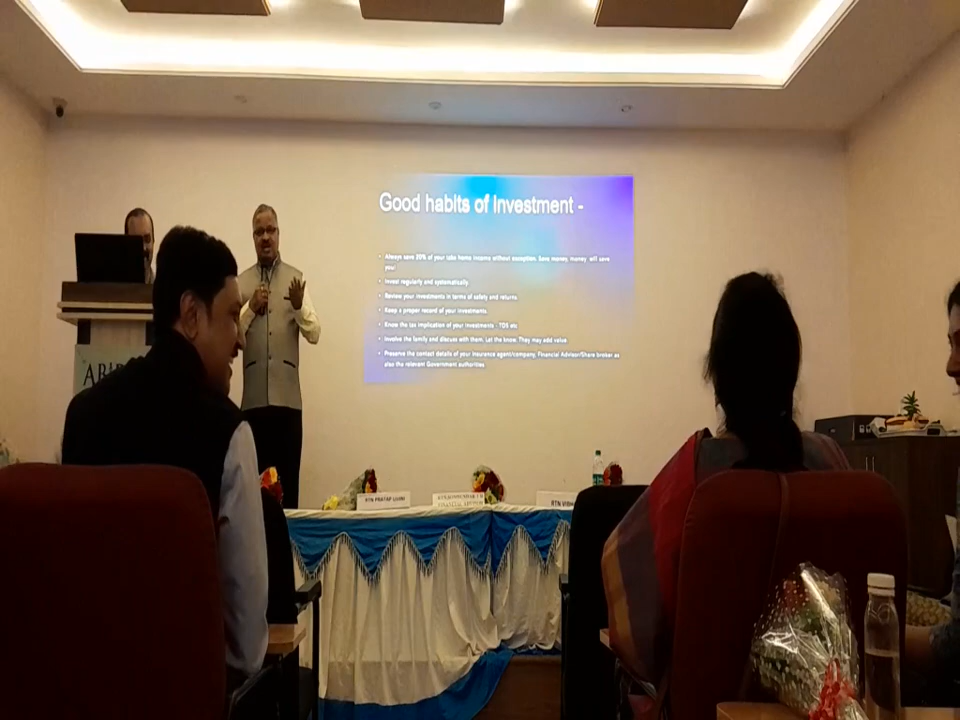 Good habits of investment -
• Always save 20% of your take home income without exception. Save money, money will save
you!
• Invest regularly and systematically
• Review your investments in terms of safety and returns
• Keep a proper record of your investments.
• Know the tax implication of your investments - TDS etc
• Involve the family and discuss with them. Let the know. They may add value
• Preserve the contact details of your insurance agent/company, Financial Advisor/Share broker as
also the relevant Government authorities
RTN PRATAP
RTN